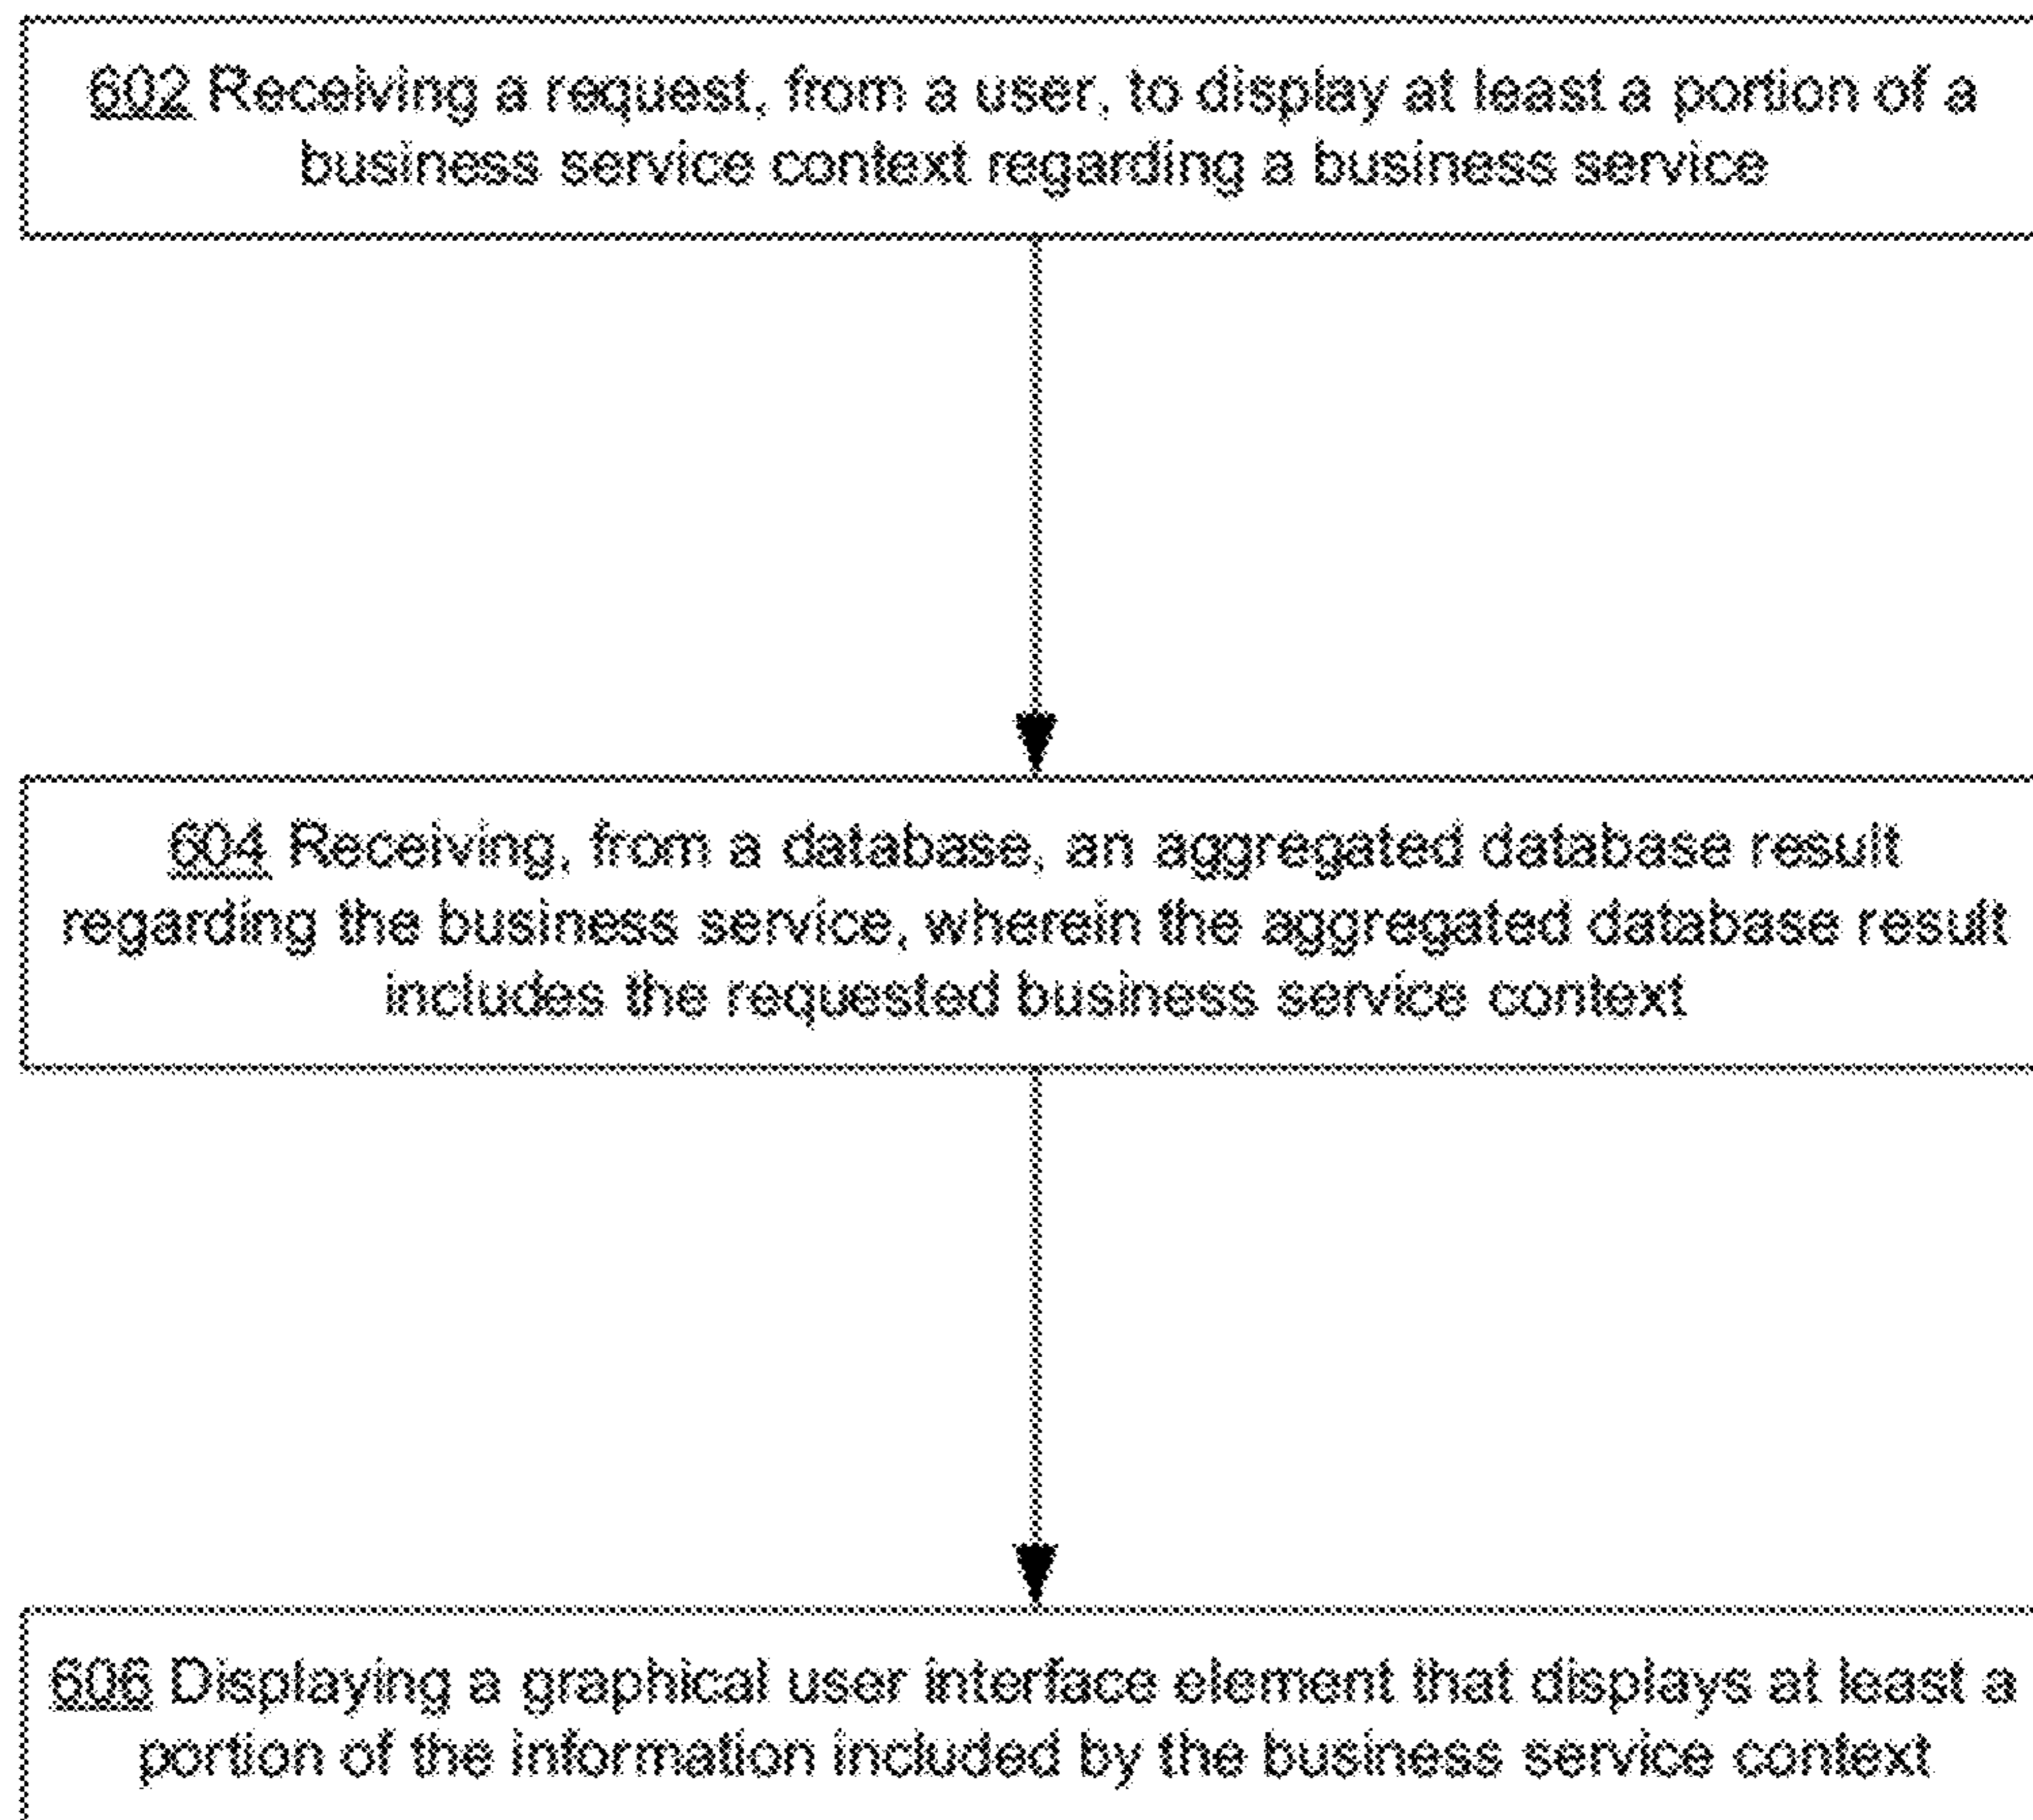 602 Receiving a request, from a user, to display at least a portion of a
business service context regarding a business service
604 Receiving, from a database, an aggregated database result
regarding the business service, wherein the aggregated database result
includes the requested business service context
606 Displaying a graphical user interface element that displays at least a
portion of the information included by the business service context